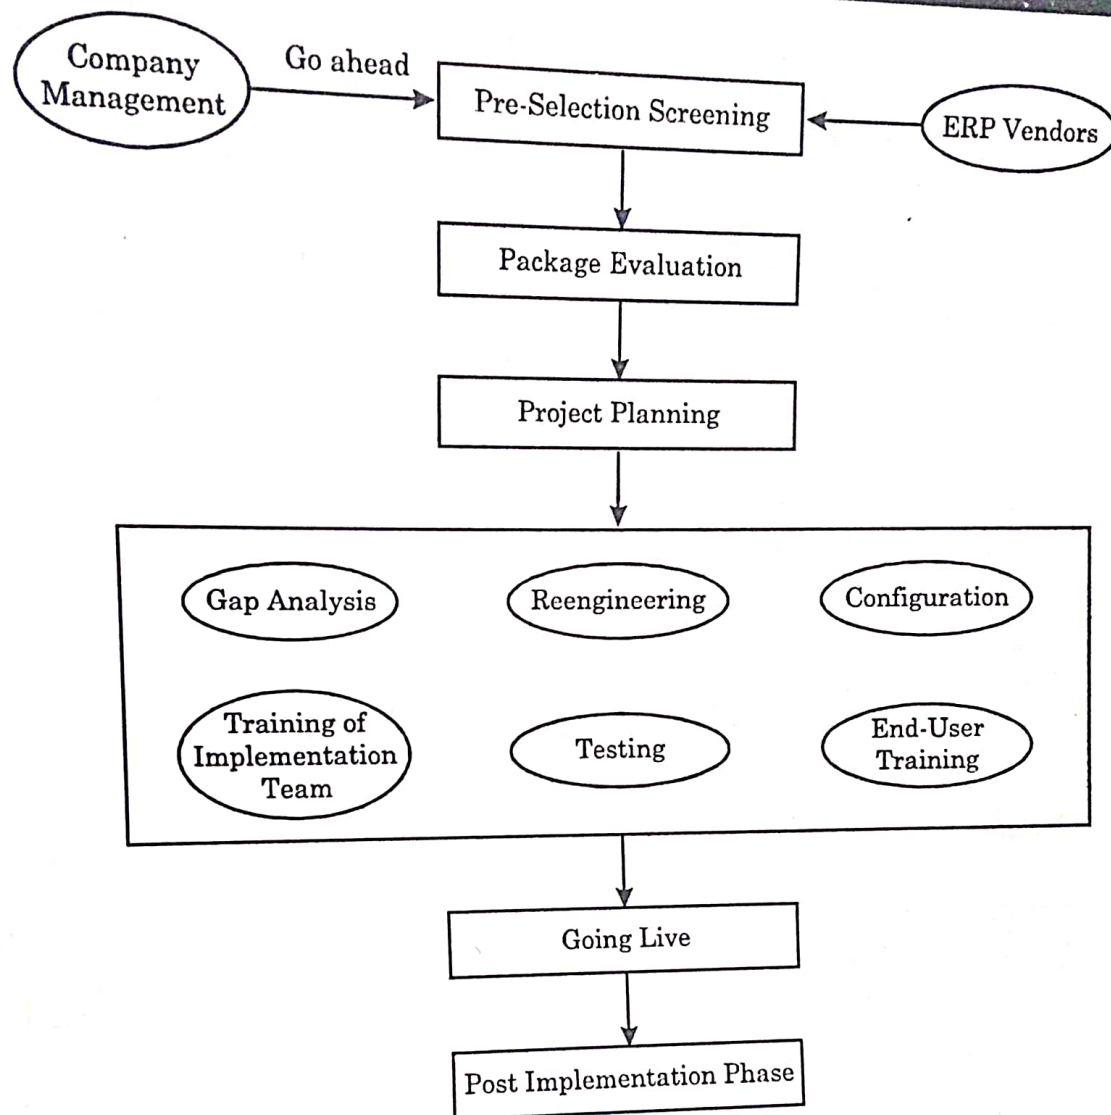 Company
Management
Go ahead
Pre-Selection Screening
ERP Vendors
Package Evaluation
Project Planning
Gap Analysis
Reengineering
Configuration
Training of
Implementation
Team
Testing
End-User
Training
Going Live
Post Implementation Phase